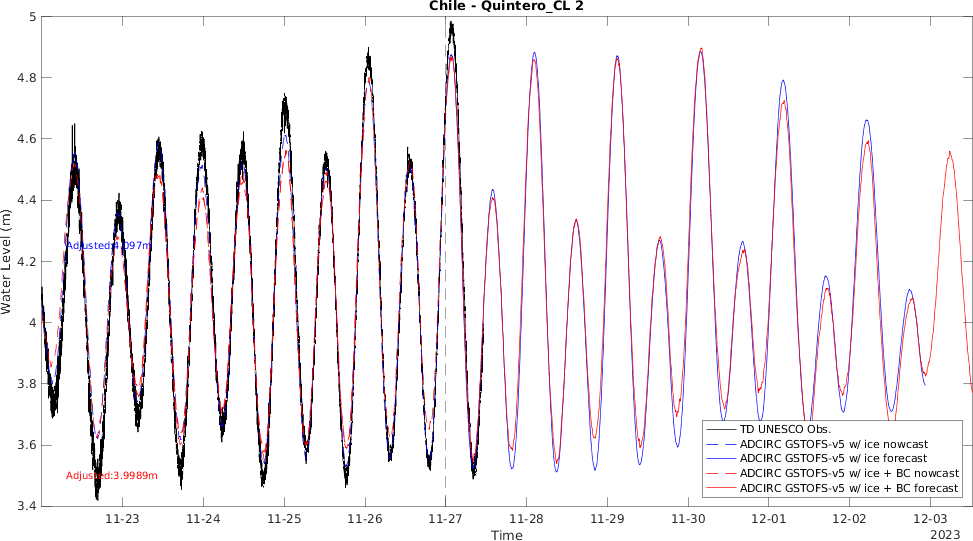 Chile - Quintero_CL 2
Water Level (m)
5
4.8
4.6
4.4
4.2
4
3.8
3.6
3.4
Adjusted:4.097m
Adjusted:3.9989m
TD UNESCO Obs.
ADCIRC GSTOFS-v5 w/ ice nowcast
ADCIRC GSTOFS-v5 w/ ice forecast
ADCIRC GSTOFS-v5 w/ ice + BC nowcast
ADCIRC GSTOFS-v5 w/ ice + BC forecast
11-23 11-24 11-25 11-26 11-27 11-28 11-29 11-30 12-01 12-02 12-03
Time
2023